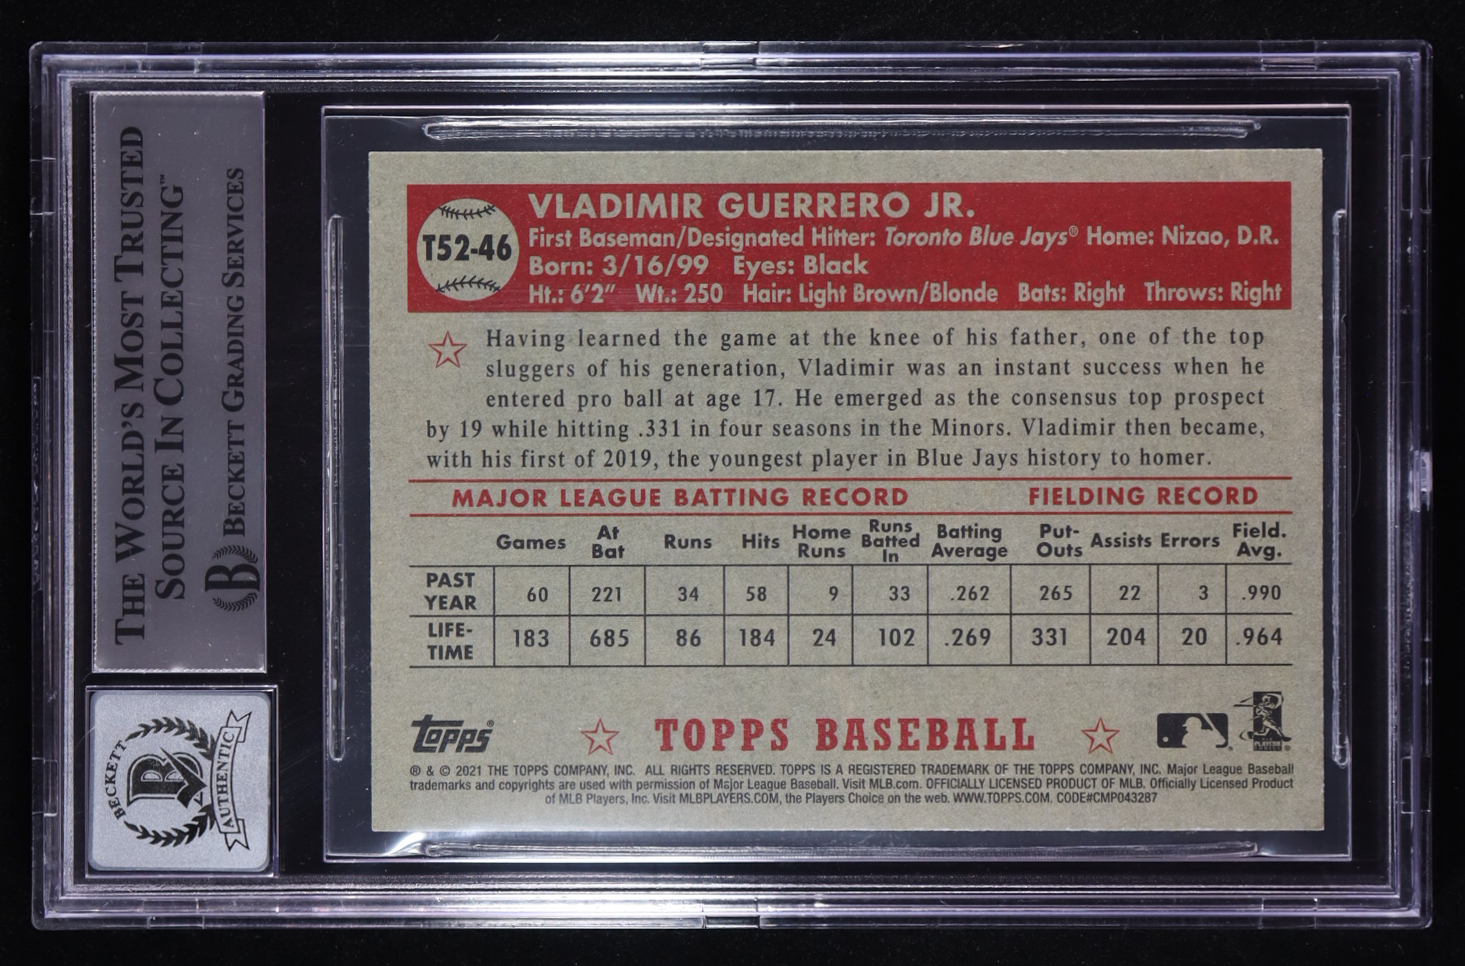 THE WORLD'S MOST TRUSTED
SOURCE IN COLLECTING™
B BECKETT GRADING SERVICES
BECKETT
B
AUTHENTIC
T52-46
VLADIMIR GUERRERO JR.
First Baseman/Designated Hitter: Toronto Blue Jays® Home: Nizao, D.R.
Born: 3/16/99 Eyes: Black
Ht.: 6'2" Wt.: 250 Hair: Light Brown/Blonde Bats: Right Throws: Right
Having learned the game at the knee of his father, one of the top
sluggers of his generation, Vladimir was an instant success when he
entered pro ball at age 17. He emerged as the consensus top prospect
by 19 while hitting .331 in four seasons in the Minors. Vladimir then became,
with his first of 2019, the youngest player in Blue Jays history to homer.
MAJOR LEAGUE BATTING RECORD FIELDING RECORD
Games At Bat Runs Hits Home Runs Runs Batted In Batting Average Put-Outs Assists Errors Field. Avg.
PAST YEAR 60 221 34 58 9 33 .262 265 22 3 .990
LIFE-TIME 183 685 86 184 24 102 .269 331 204 20 .964
Topps® TOPPS BASEBALL
® & © 2021 THE TOPPS COMPANY, INC. ALL RIGHTS RESERVED. TOPPS IS A REGISTERED TRADEMARK OF THE TOPPS COMPANY, INC. Major League Baseball
trademarks and copyrights are used with permission of Major League Baseball. Visit MLB.com. OFFICIALLY LICENSED PRODUCT OF MLB. Officially Licensed Product
of MLB Players, Inc. Visit MLBPLAYERS.COM, the Players Choice on the web. WWW.TOPPS.COM. CODE#CMP043287